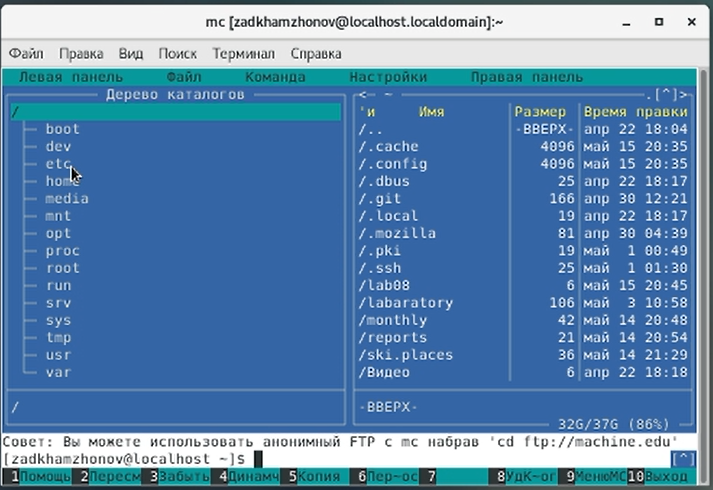 mc [zadkhamzhonov@localhost.localdomain]:~
Файл Правка Вид Поиск Терминал Справка
Левая панель Файл Команда Настройки Правая панель
Дерево каталогов <- ~ .[^]>
/ 'и Имя Размер Время правки
boot /.. -ВВЕРХ- апр 22 18:04
dev /.cache 4096 май 15 20:35
etc /.config 4096 май 15 20:35
home /.dbus 25 апр 22 18:17
media /.git 166 апр 30 12:21
mnt /.local 19 апр 22 18:17
opt /.mozilla 81 апр 30 04:39
proc /.pki 19 май 1 00:49
root /.ssh 25 май 1 01:30
run /lab08 6 май 15 20:45
srv /labaratory 106 май 3 10:58
sys /monthly 42 май 14 20:48
tmp /reports 21 май 14 20:54
usr /ski.places 36 май 14 21:29
var /Видео 6 апр 22 18:18
/ -ВВЕРХ-
32G/37G (86%)
Совет: Вы можете использовать анонимный FTP с mc набрав 'cd ftp://machine.edu'
[zadkhamzhonov@localhost ~]$ [^]
1Помощь 2Пересм 3Забыть 4Динамч 5Копия 6Пер~ос 7 8УдК~ог 9МенюMC 10Выход